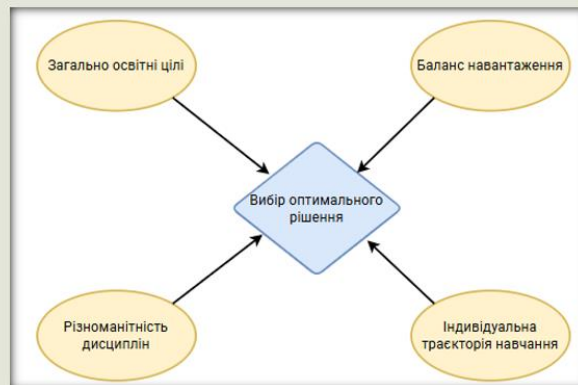 Загально освітні цілі
Баланс навантаження
Вибір оптимального
рішення
Різноманітність
дисциплін
Індивідуальна
траєкторія навчання